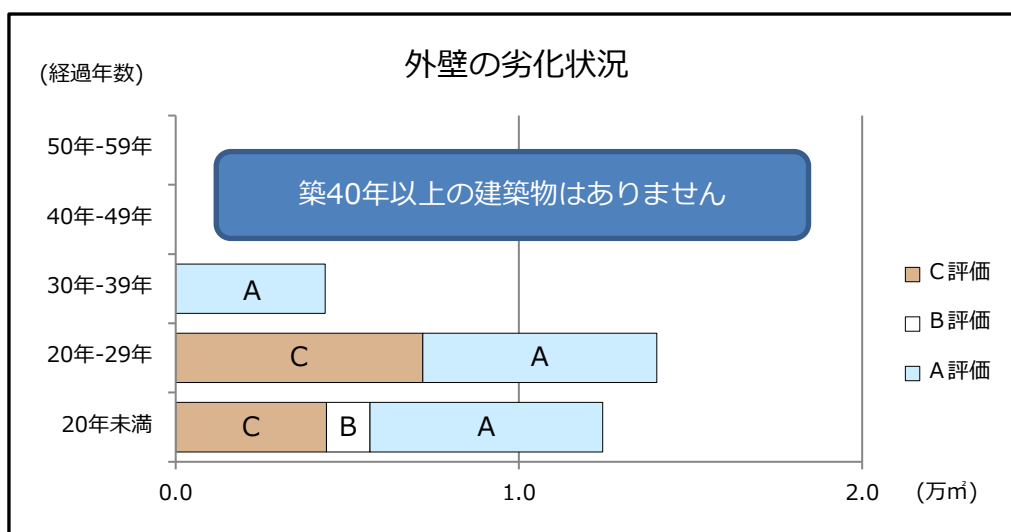 外壁の劣化状況
(経過年数)
50年-59年
築40年以上の建築物はありません
40年-49年
30年-39年
A
20年-29年
C A
20年未満
C B A
C評価
B評価
A評価
0.0 1.0 2.0 (万㎡)